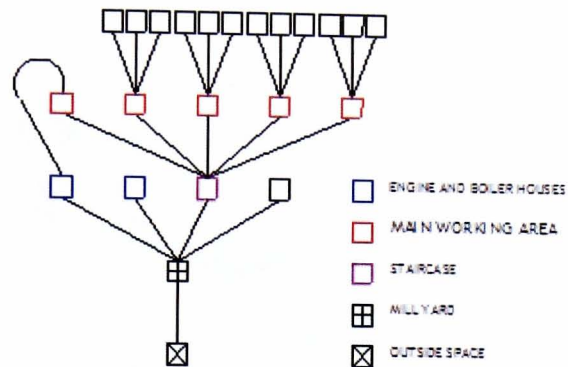 ENGINE AND BOILER HOUSES
MAIN WORKING AREA
STAIRCASE
MILL YARD
OUTSIDE SPACE